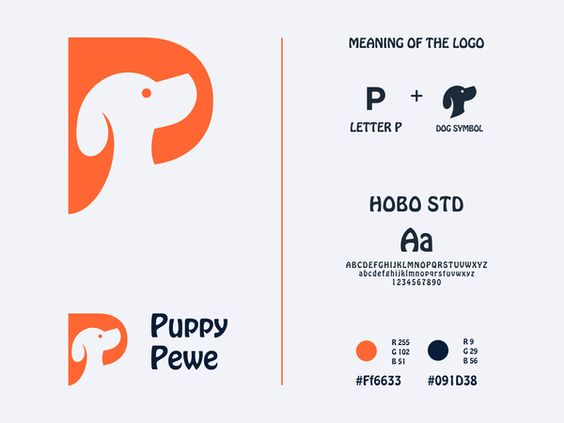 MEANING OF THE LOGO
P + 
LETTER P
DOG SYMBOL
HOBO STD
Aa
ABCDEFGHIJKLMNOPQRSTUVWXYZ
abcdefghijklmnopqrstuvwxyz
1234567890
Puppy
Pewe
R 255
G 102
B 51
#Ff6633
R 9
G 29
B 56
#091D38